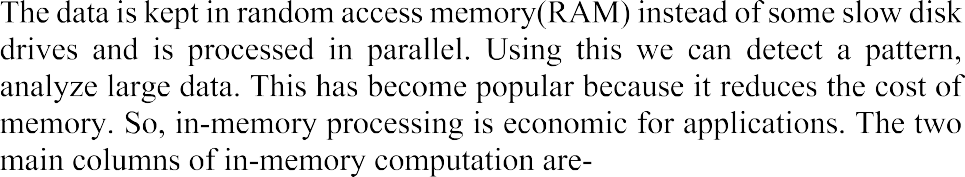 The data is kept in random access memory(RAM) instead of some slow disk
drives and is processed in parallel. Using this we can detect a pattern,
analyze large data. This has become popular because it reduces the cost of
memory. So, in-memory processing is economic for applications. The two
main columns of in-memory computation are-